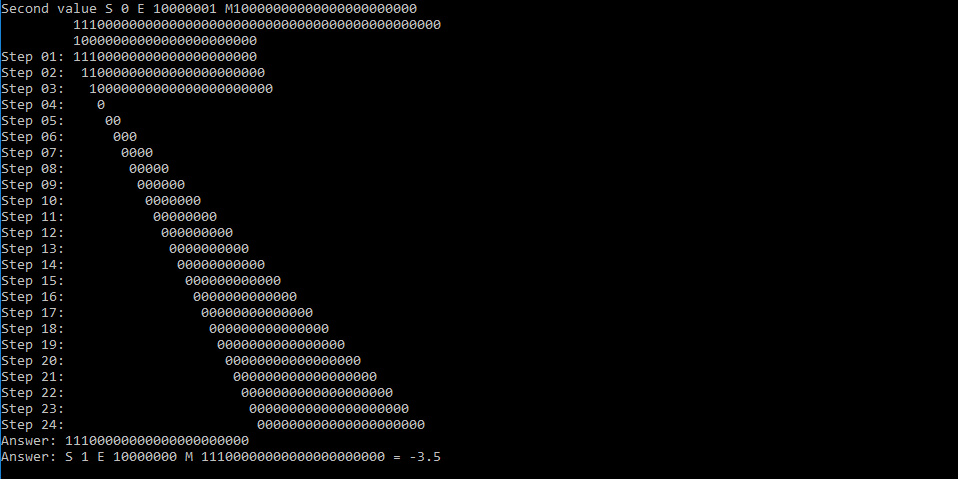 Second value S 0 E 10000001 M10000000000000000000000
1110000000000000000000000000000000000000000000
10000000000000000000000
Step 01: 11100000000000000000000
Step 02: 11000000000000000000000
Step 03: 10000000000000000000000
Step 04: 0
Step 05: 00
Step 06: 000
Step 07: 0000
Step 08: 00000
Step 09: 000000
Step 10: 0000000
Step 11: 00000000
Step 12: 000000000
Step 13: 0000000000
Step 14: 00000000000
Step 15: 000000000000
Step 16: 0000000000000
Step 17: 00000000000000
Step 18: 000000000000000
Step 19: 0000000000000000
Step 20: 00000000000000000
Step 21: 000000000000000000
Step 22: 0000000000000000000
Step 23: 00000000000000000000
Step 24: 000000000000000000000
Answer: 11100000000000000000000
Answer: S 1 E 10000000 M 11100000000000000000000 = -3.5